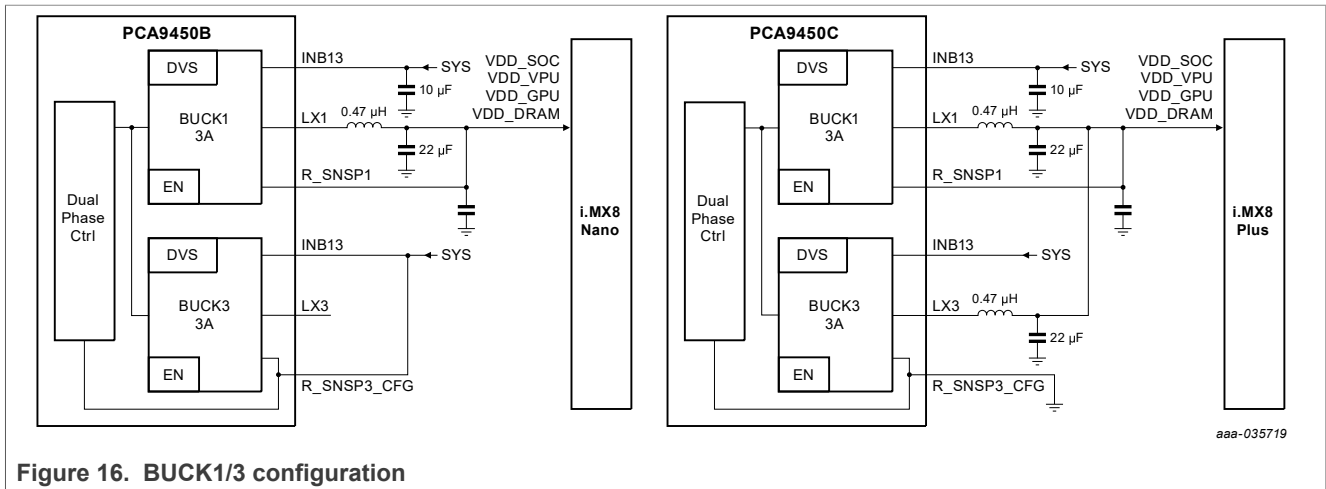 PCA9450B
DVS
BUCK1
3A
EN
Dual
Phase
Ctrl
DVS
BUCK3
3A
EN
INB13
SYS
10 µF
LX1
0.47 µH
22 µF
R_SNSP1
VDD_SOC
VDD_VPU
VDD_GPU
VDD_DRAM
INB13
SYS
LX3
R_SNSP3_CFG
i.MX8
Nano
PCA9450C
DVS
BUCK1
3A
EN
Dual
Phase
Ctrl
DVS
BUCK3
3A
EN
INB13
SYS
10 µF
LX1
0.47 µH
22 µF
R_SNSP1
VDD_SOC
VDD_VPU
VDD_GPU
VDD_DRAM
INB13
SYS
LX3
0.47 µH
22 µF
R_SNSP3_CFG
i.MX8
Plus
aaa-035719
Figure 16. BUCK1/3 configuration